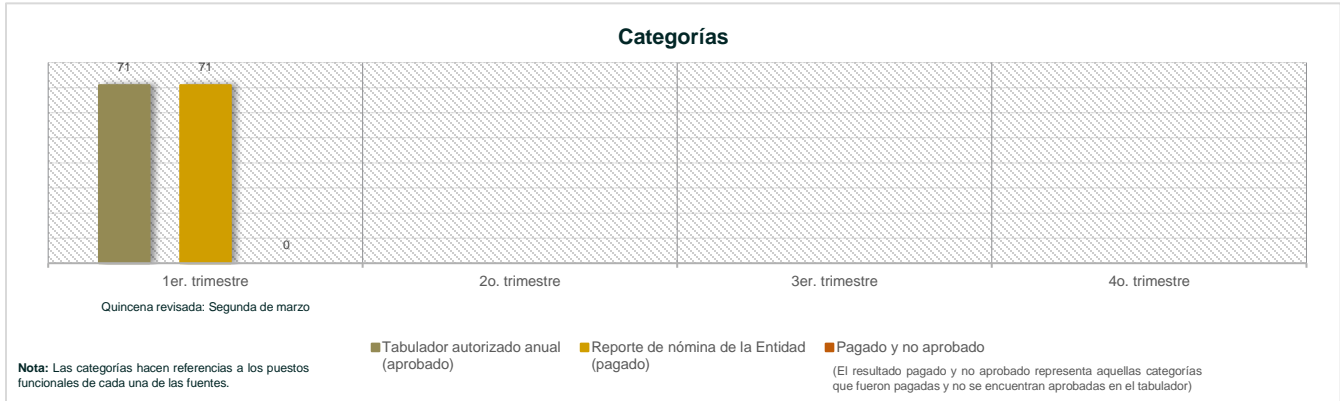 Categorías
71
71
0
1er. trimestre
2o. trimestre
3er. trimestre
4o. trimestre
Quincena revisada: Segunda de marzo
Tabulador autorizado anual
(aprobado)
Reporte de nómina de la Entidad
(pagado)
Pagado y no aprobado
(El resultado pagado y no aprobado representa aquellas categorías
que fueron pagadas y no se encuentran aprobadas en el tabulador)
Nota: Las categorías hacen referencias a los puestos
funcionales de cada una de las fuentes.